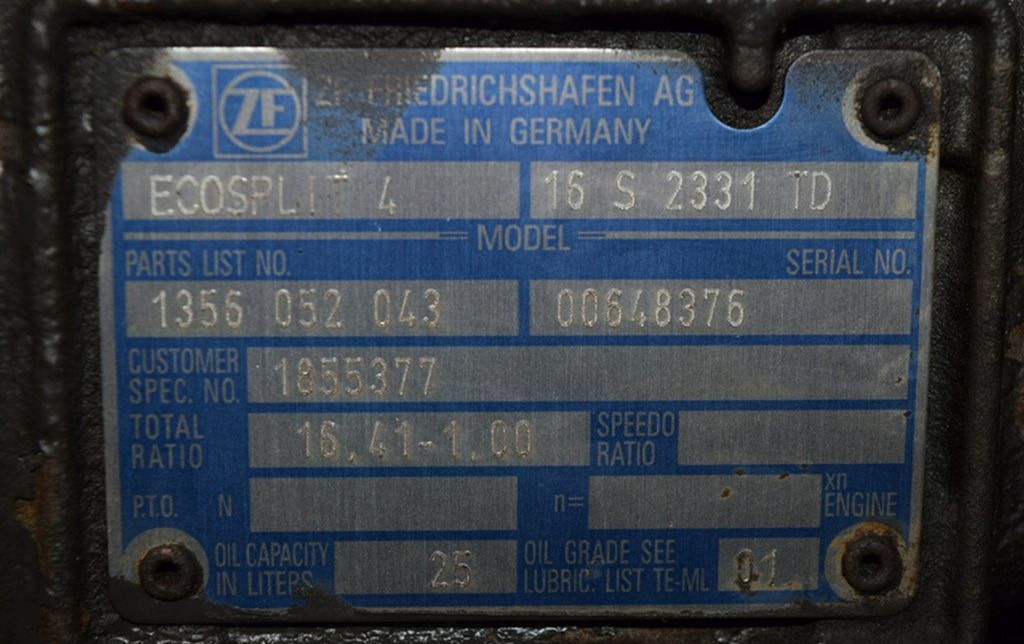 ZF
ZF FRIEDRICHSHAFEN AG
MADE IN GERMANY
ECOSPLIT 4 16 S 2331 TD
MODEL
PARTS LIST NO. SERIAL NO.
1356 052 043 00648376
CUSTOMER
SPEC. NO. 1855377
TOTAL
RATIO 16,41-1,00 SPEEDO
RATIO
P.T.O. N n= xn
ENGINE
OIL CAPACITY
IN LITERS 25 OIL GRADE SEE
LUBRIC. LIST TE-ML 01